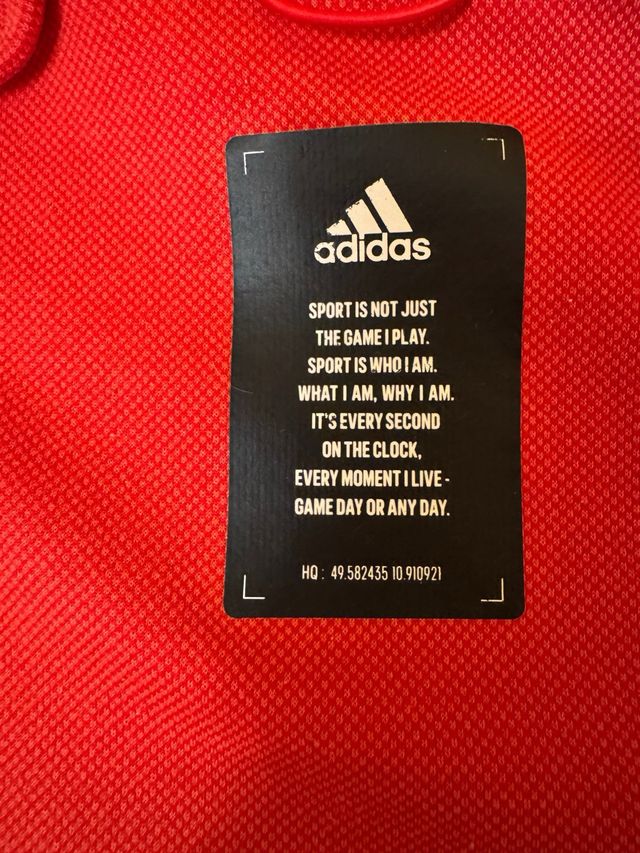 adidas
SPORT IS NOT JUST
THE GAME I PLAY.
SPORT IS WHO I AM.
WHAT I AM, WHY I AM.
IT'S EVERY SECOND
ON THE CLOCK,
EVERY MOMENT I LIVE -
GAME DAY OR ANY DAY.
HQ : 49.582435 10.910921